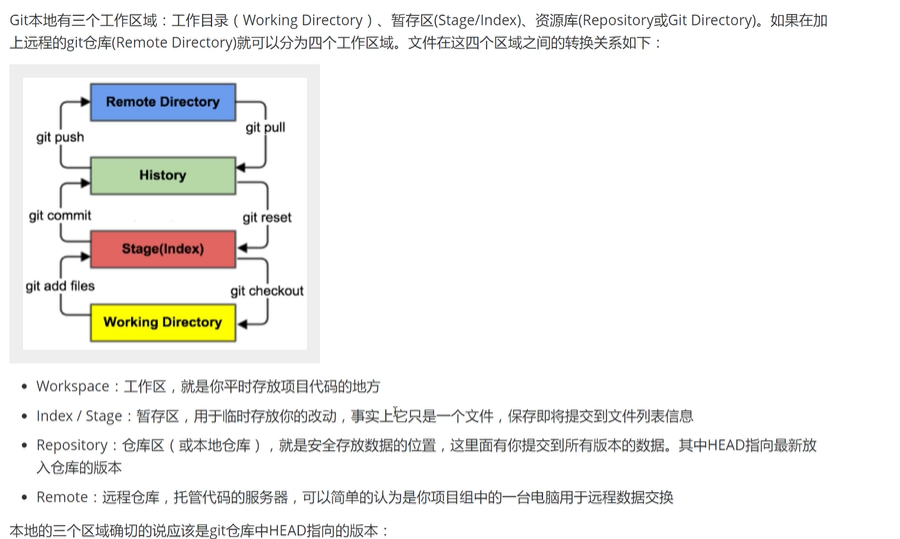 Git本地有三个工作区域：工作目录（Working Directory）、暂存区(Stage/Index)、资源库(Repository或Git Directory)。如果在加
上远程的git仓库(Remote Directory)就可以分为四个工作区域。文件在这四个区域之间的转换关系如下：
Remote Directory
git push
git pull
History
git commit
git reset
Stage(Index)
git add files
git checkout
Working Directory
Workspace：工作区，就是你平时存放项目代码的地方
Index / Stage：暂存区，用于临时存放你的改动，事实上它只是一个文件，保存即将提交到文件列表信息
Repository：仓库区（或本地仓库），就是安全存放数据的位置，这里面有你提交到所有版本的数据。其中HEAD指向最新放
入仓库的版本
Remote：远程仓库，托管代码的服务器，可以简单的认为是你项目组中的一台电脑用于远程数据交换
本地的三个区域确切的说应该是git仓库中HEAD指向的版本：